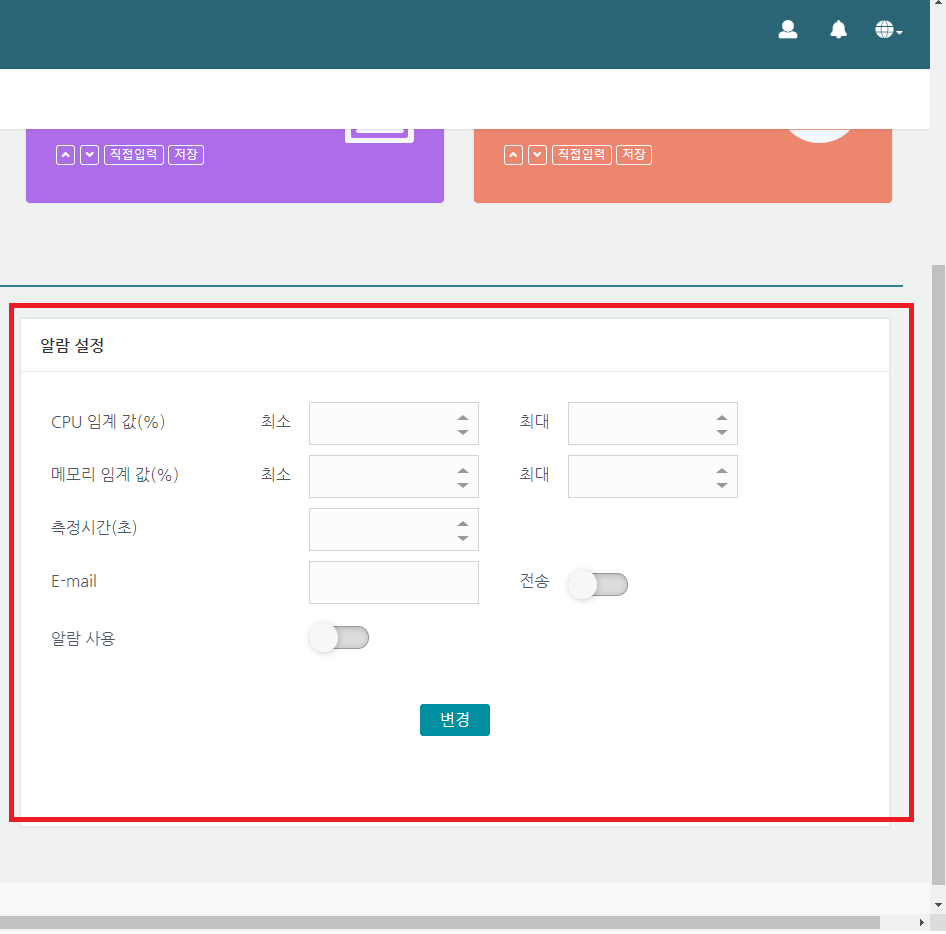 직접입력 저장 직접입력 저장
알람 설정
CPU 임계 값(%) 최소 최대
메모리 임계 값(%) 최소 최대
측정시간(초)
E-mail 전송
알람 사용
변경